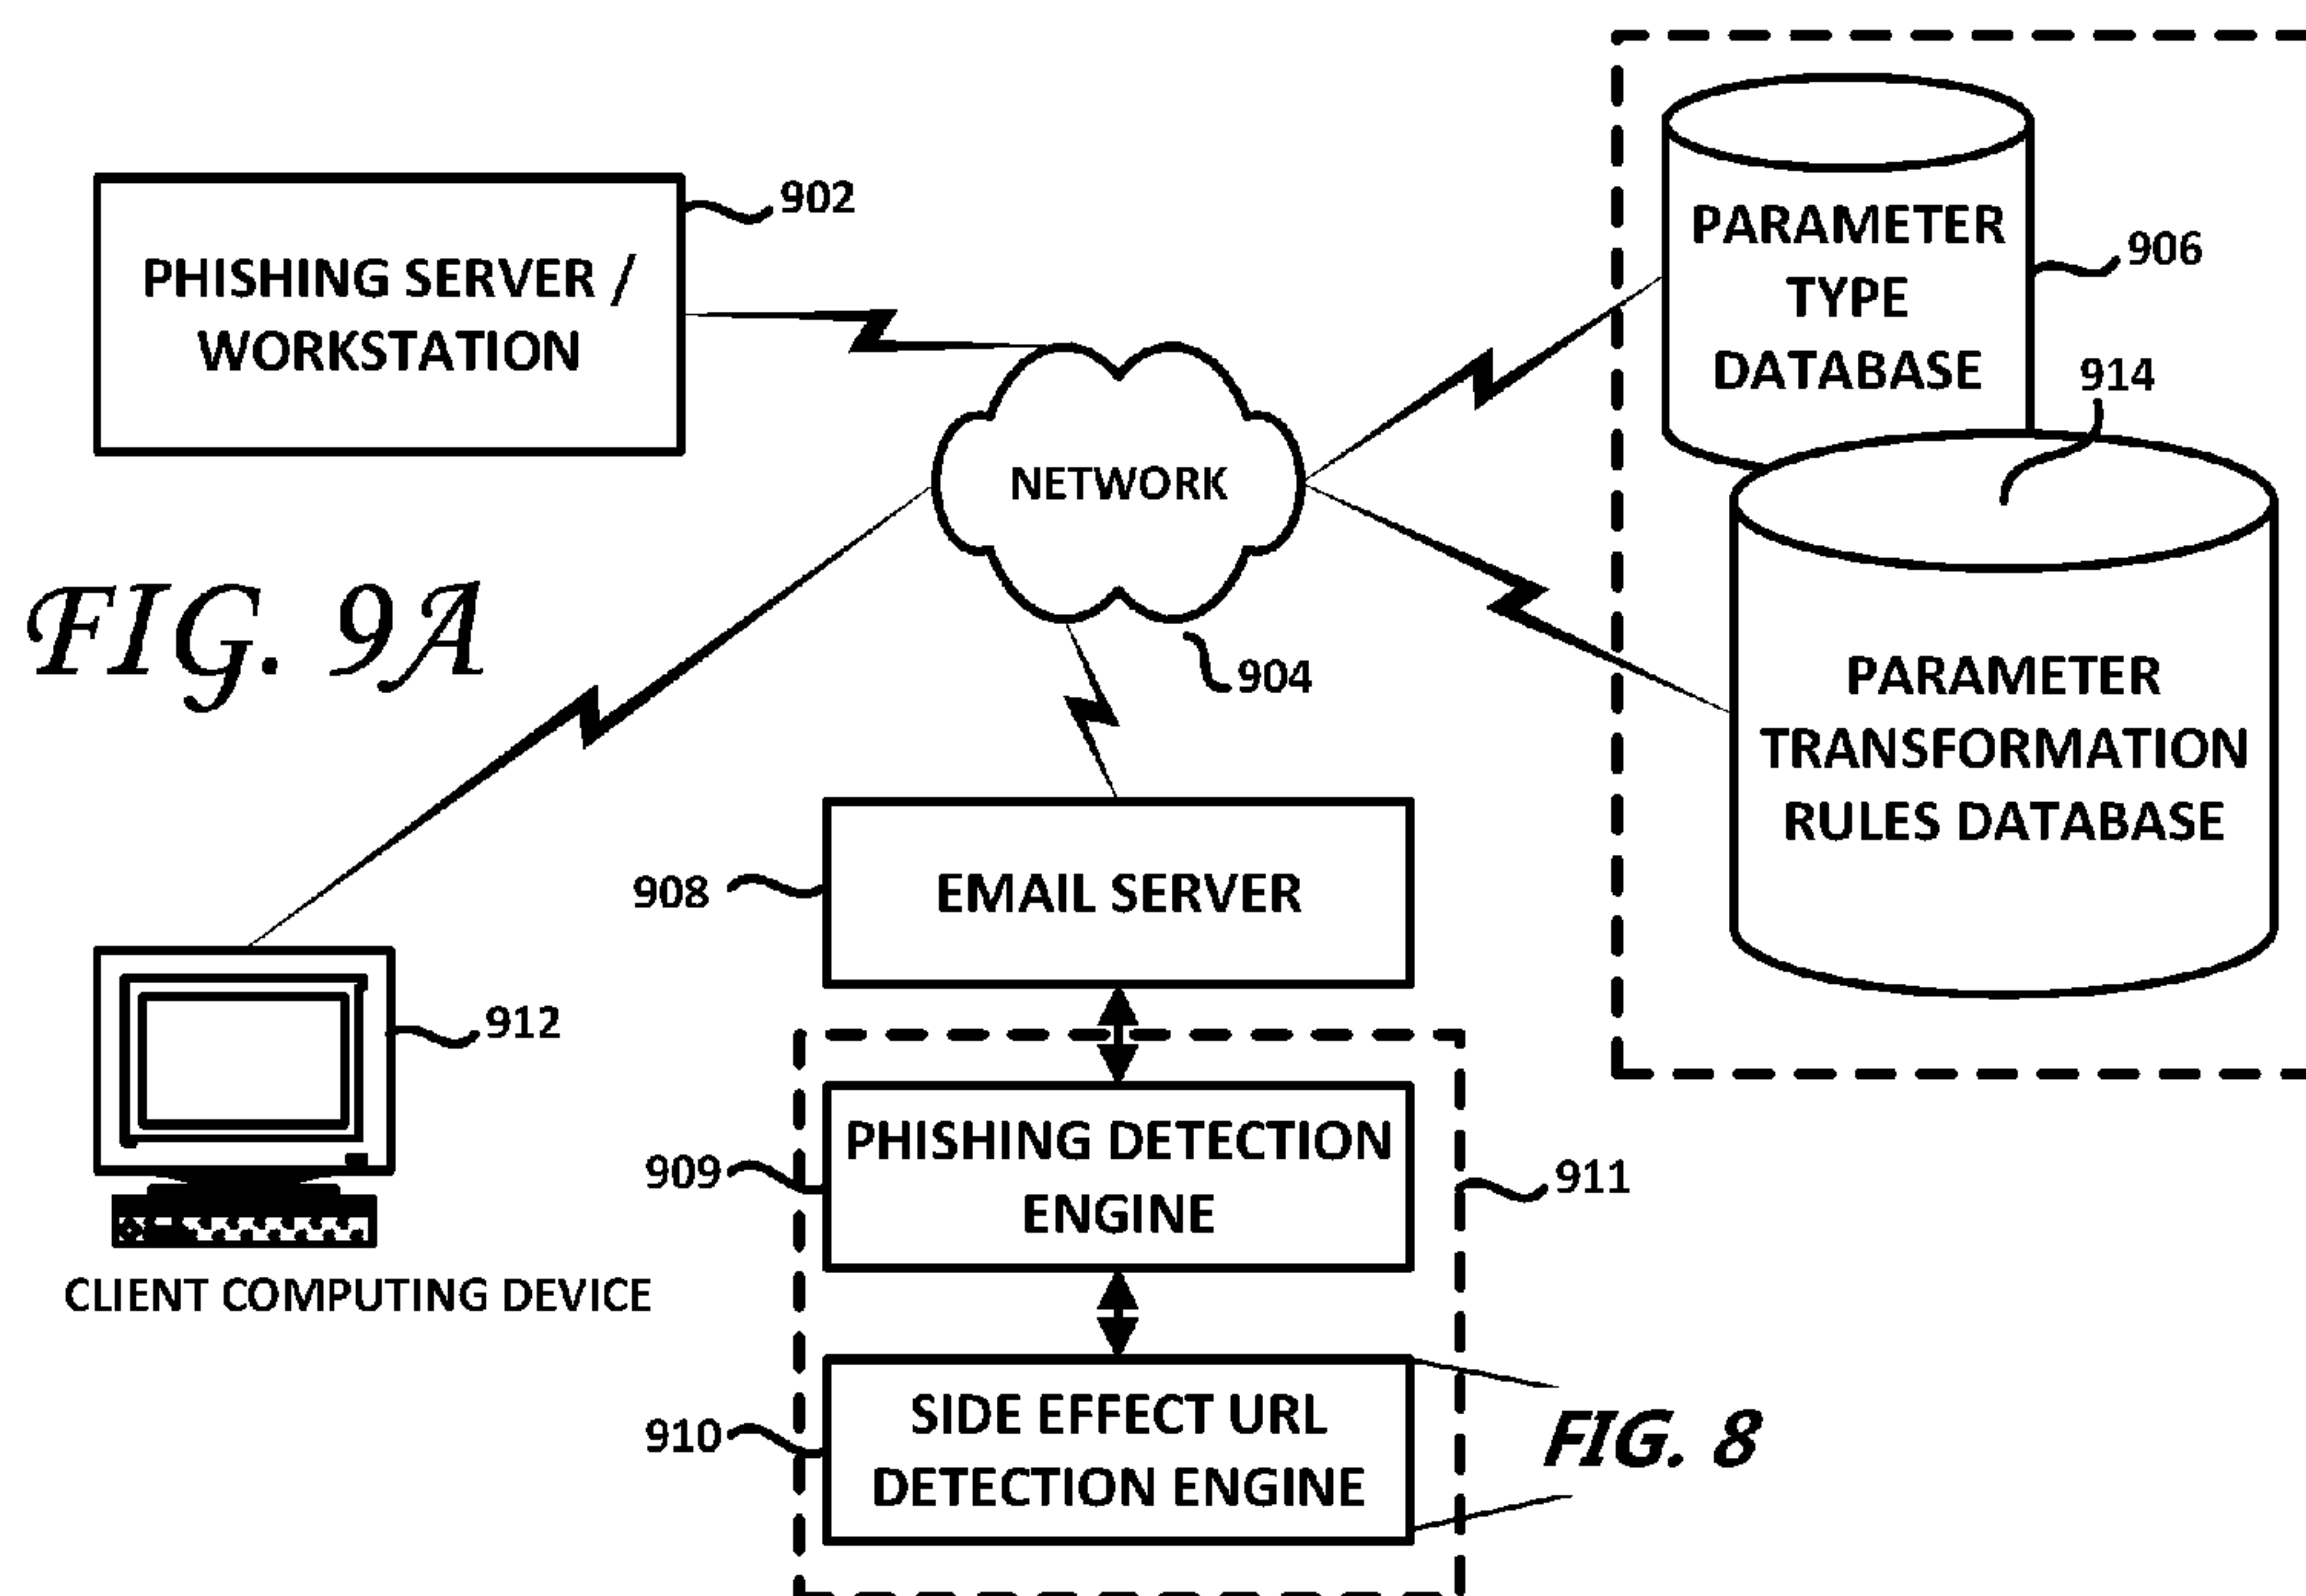 902
PHISHING SERVER /
WORKSTATION
PARAMETER
TYPE
DATABASE
906
914
NETWORK
904
FIG. 9A
PARAMETER
TRANSFORMATION
RULES DATABASE
908
EMAIL SERVER
912
CLIENT COMPUTING DEVICE
909
PHISHING DETECTION
ENGINE
911
910
SIDE EFFECT URL
DETECTION ENGINE
FIG. 8